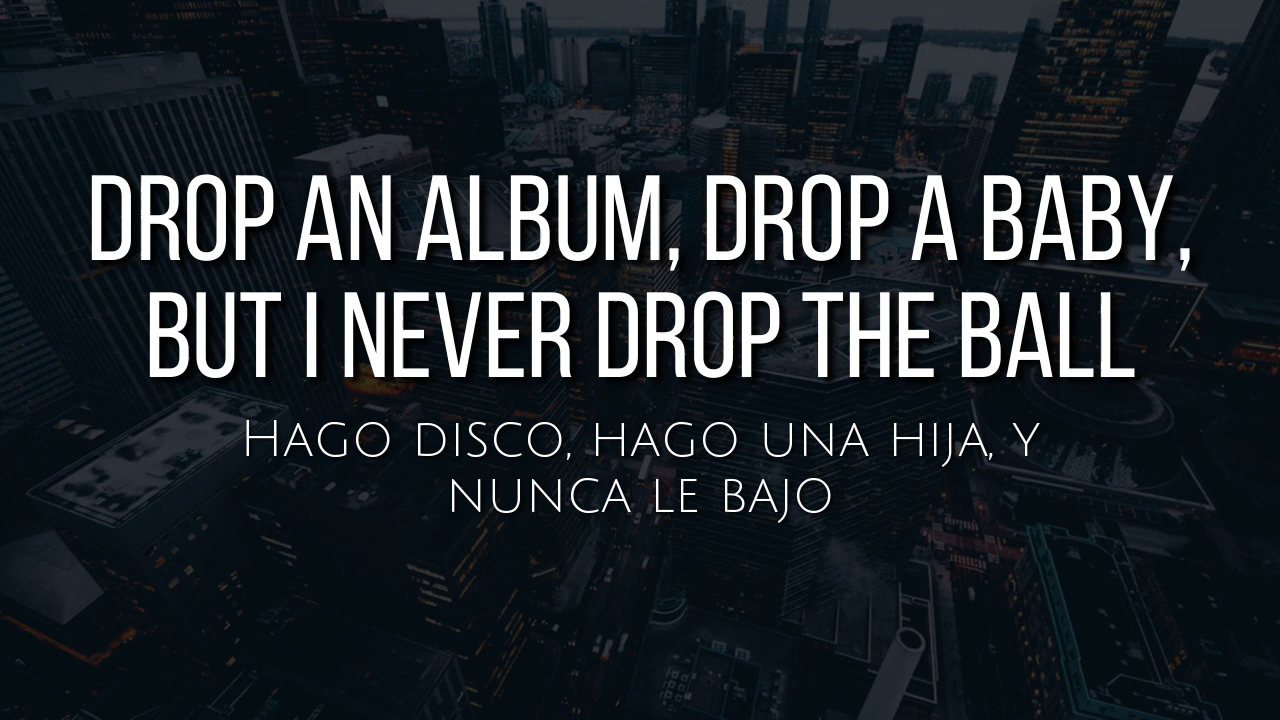 DROP AN ALBUM, DROP A BABY,
BUT I NEVER DROP THE BALL
HAGO DISCO, HAGO UNA HIJA, Y
NUNCA LE BAJO